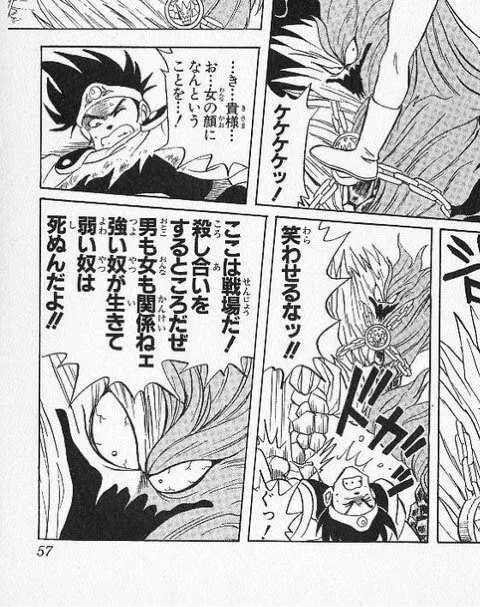 ケケケケッ!
…き…貴様…
お…女の顔に
なんという
ことを…!
笑わせるなッ!!
ドカッ
ぐっ!
ここは戦場だ!
殺し合いを
するところだぜ
男も女も関係ねェ
強い奴が生きて
弱い奴は
死ぬんだよ!!
57